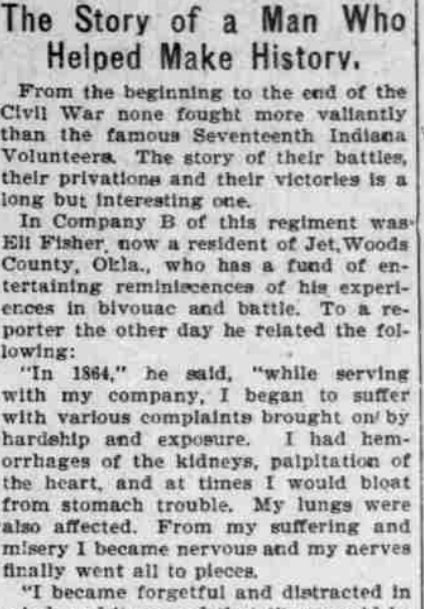 The Story of a Man Who
Helped Make History.
From the beginning to the end of the
Civil War none fought more valiantly
than the famous Seventeenth Indiana
Volunteers. The story of their battles,
their privations and their victories is a
long but interesting one.
In Company B of this regiment was
Eli Fisher, now a resident of Jet, Woods
County, Okla., who has a fund of en-
tertaining reminiscences of his experi-
ences in bivouac and battle. To a re-
porter the other day he related the fol-
lowing:
"In 1864," he said, "while serving
with my company, I began to suffer
with various complaints brought on by
hardship and exposure. I had hem-
orrhages of the kidneys, palpitation of
the heart, and at times I would bloat
from stomach trouble. My lungs were
also affected. From my suffering and
misery I became nervous and my nerves
finally went all to pieces.
"I became forgetful and distracted in